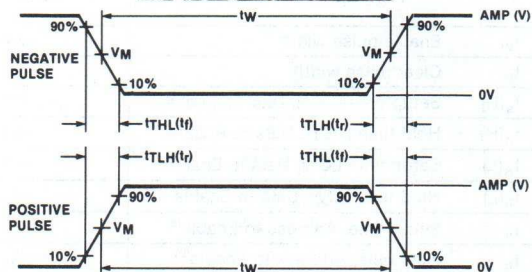 tW
90%
90%
AMP (V)
VM
VM
NEGATIVE
PULSE
10%
10%
0V
tTHL(tf)
tTLH(tr)
tTLH(tr)
tTHL(tf)
90%
90%
AMP (V)
POSITIVE
PULSE
VM
VM
10%
10%
0V
tW